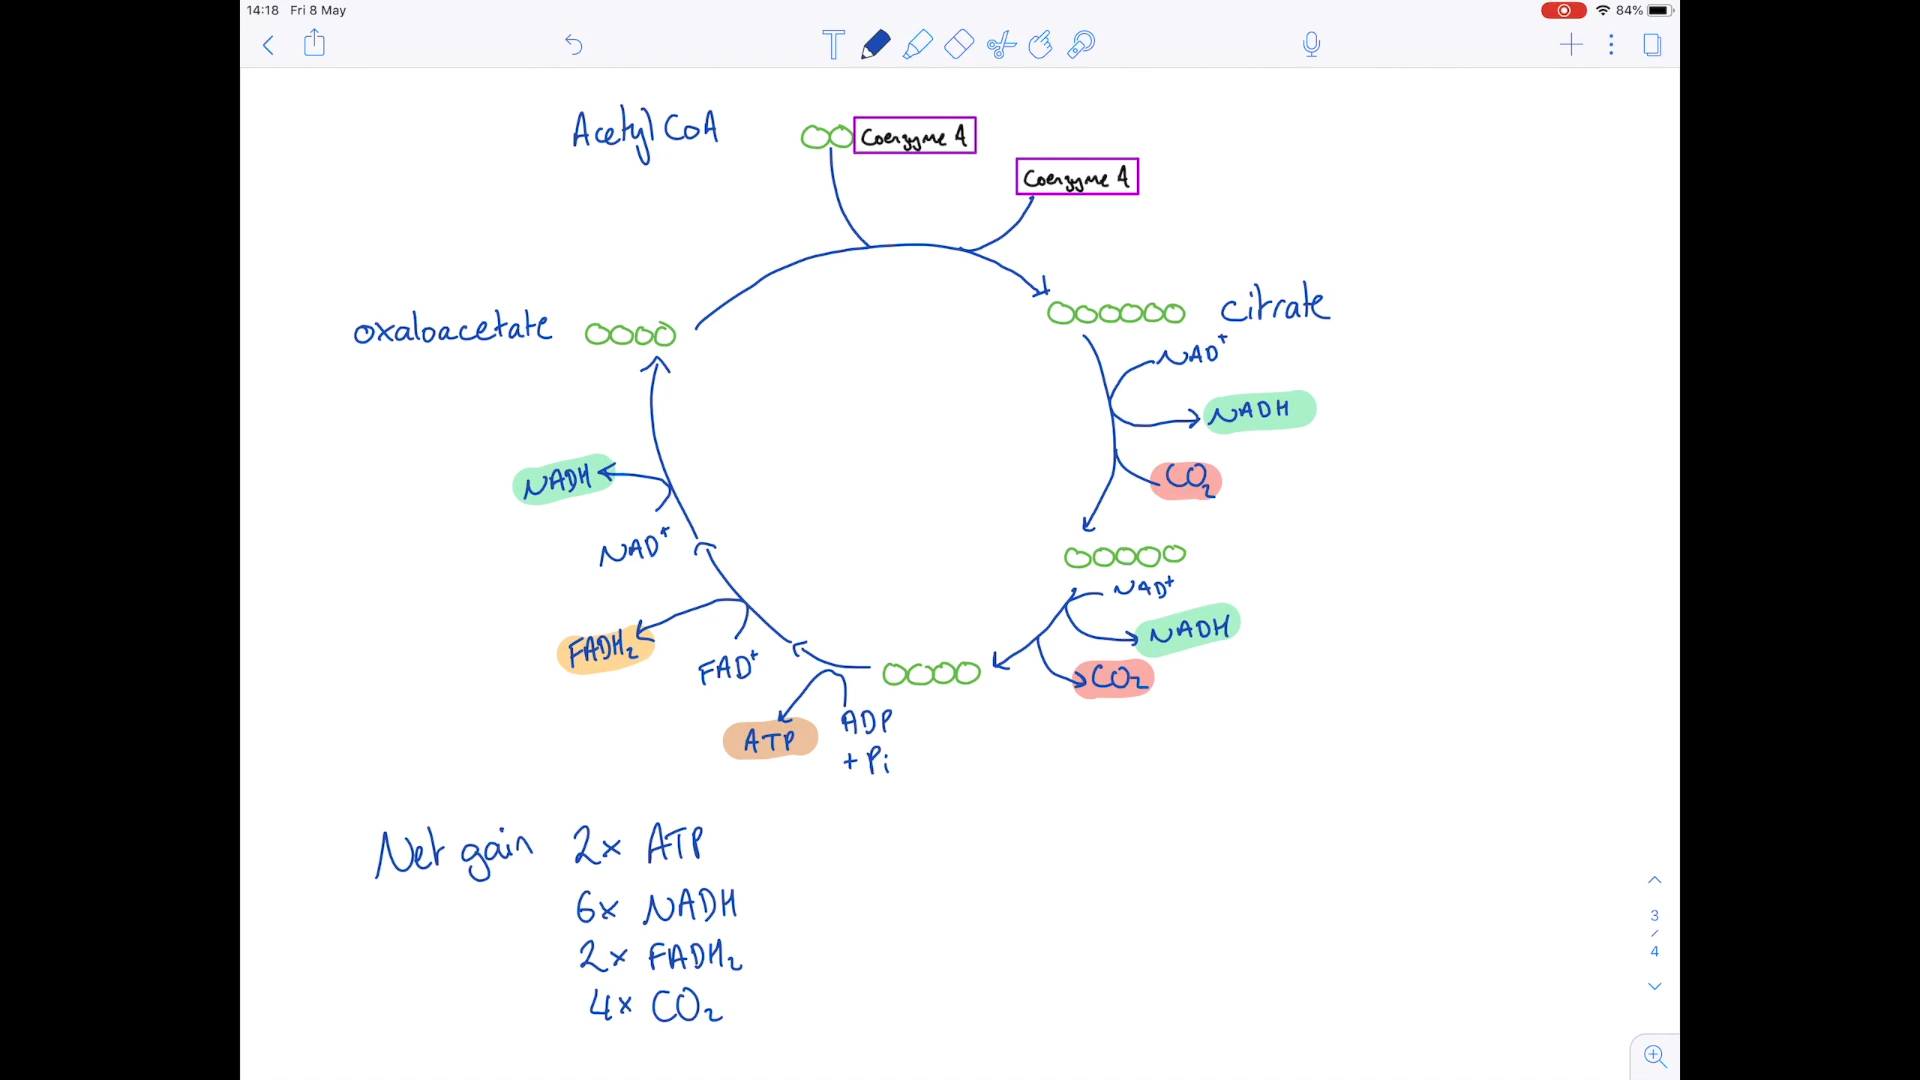 14:18 Fri 8 May
84%
T
Acetyl CoA
Coenzyme A
Coenzyme A
oxaloacetate
citrate
NAD+
NADH
CO2
NADH
NAD+
NAD+
NADH
CO2
FADH2
FAD+
ATP
ADP
+ Pi
Net gain 2x ATP
6x NADH
2x FADH2
4x CO2
3
/
4